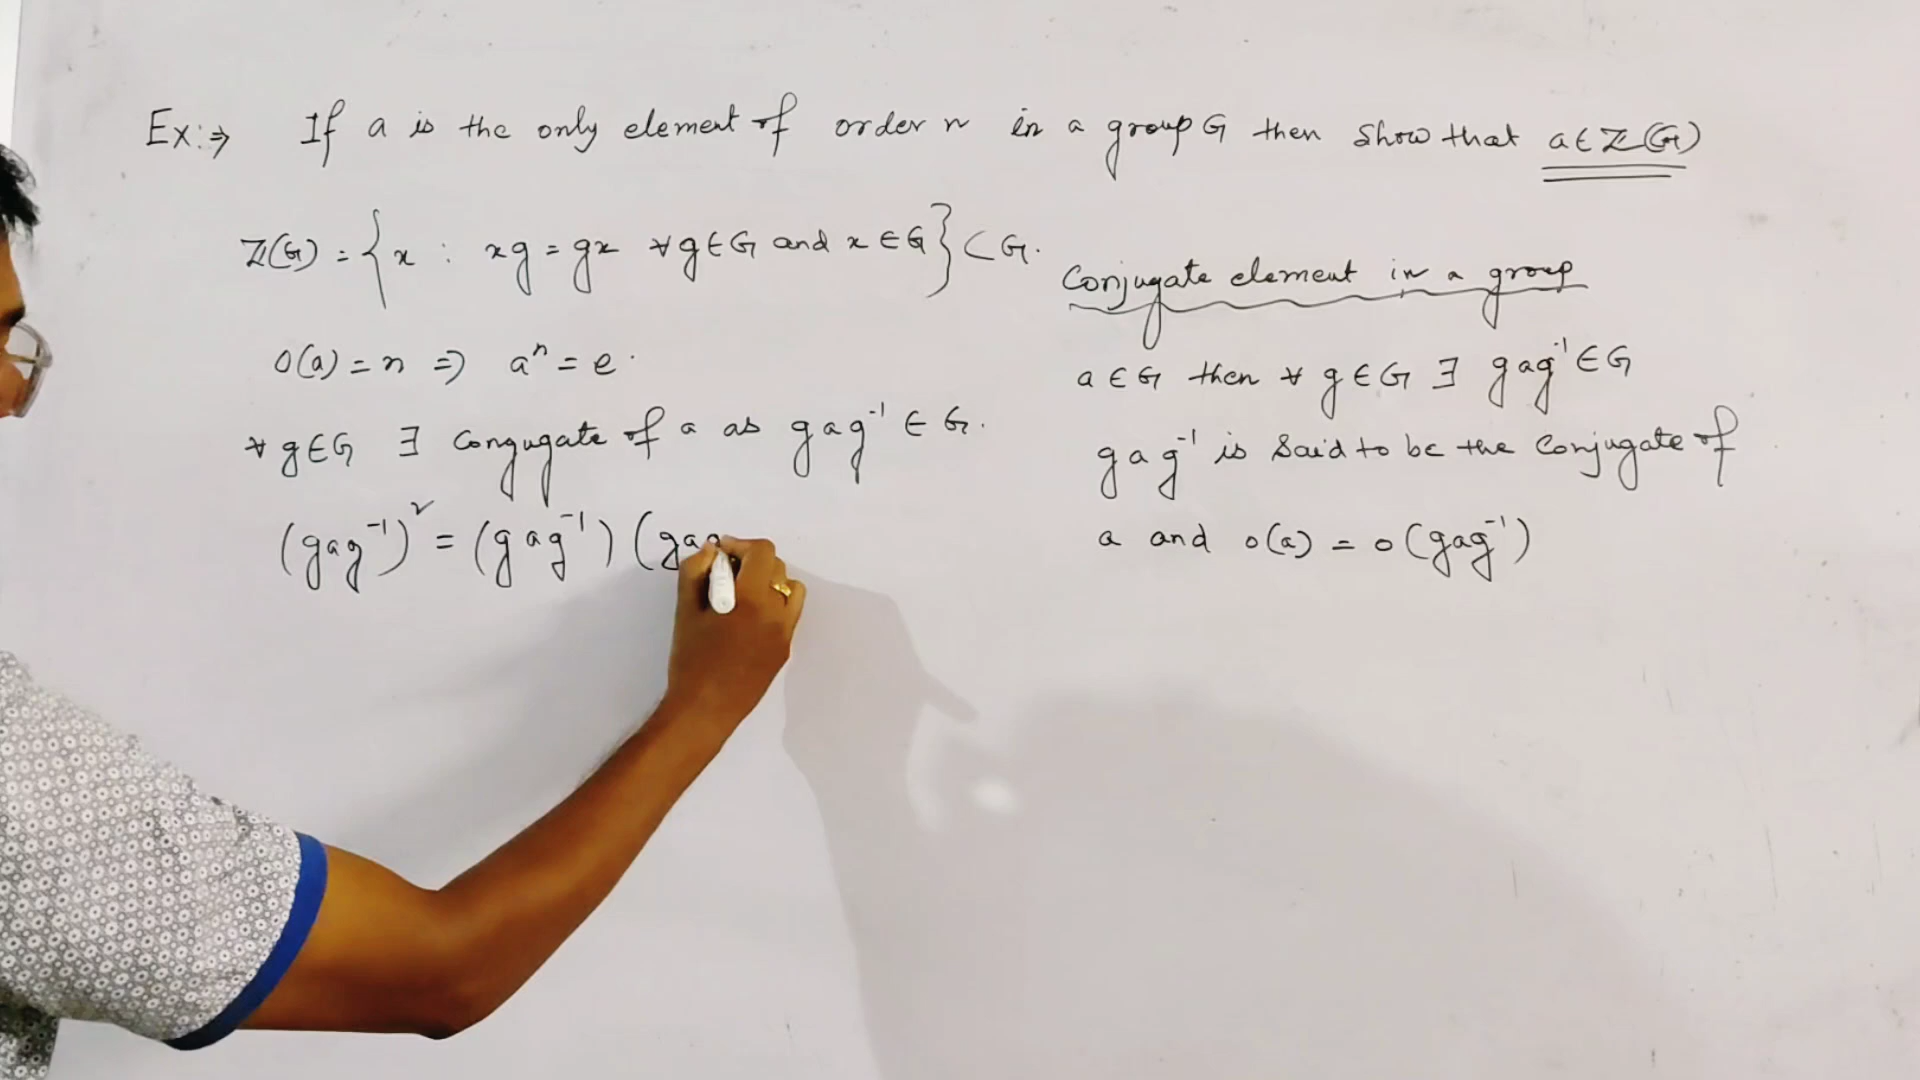 Ex:⇒ If a is the only element of order n in a group G then show that a∈Z(G)
Z(G) = {x : xg = gx ∀g∈G and x∈G} ⊂ G.
O(a) = n ⇒ aⁿ = e.
∀ g∈G ∃ Congugate of a as gag⁻¹ ∈ G.
(gag⁻¹)² = (gag⁻¹) (gag
Conjugate element in a group
a∈G then ∀ g∈G ∃ gag⁻¹∈G
gag⁻¹ is said to be the Conjugate of
a and o(a) = o(gag⁻¹)